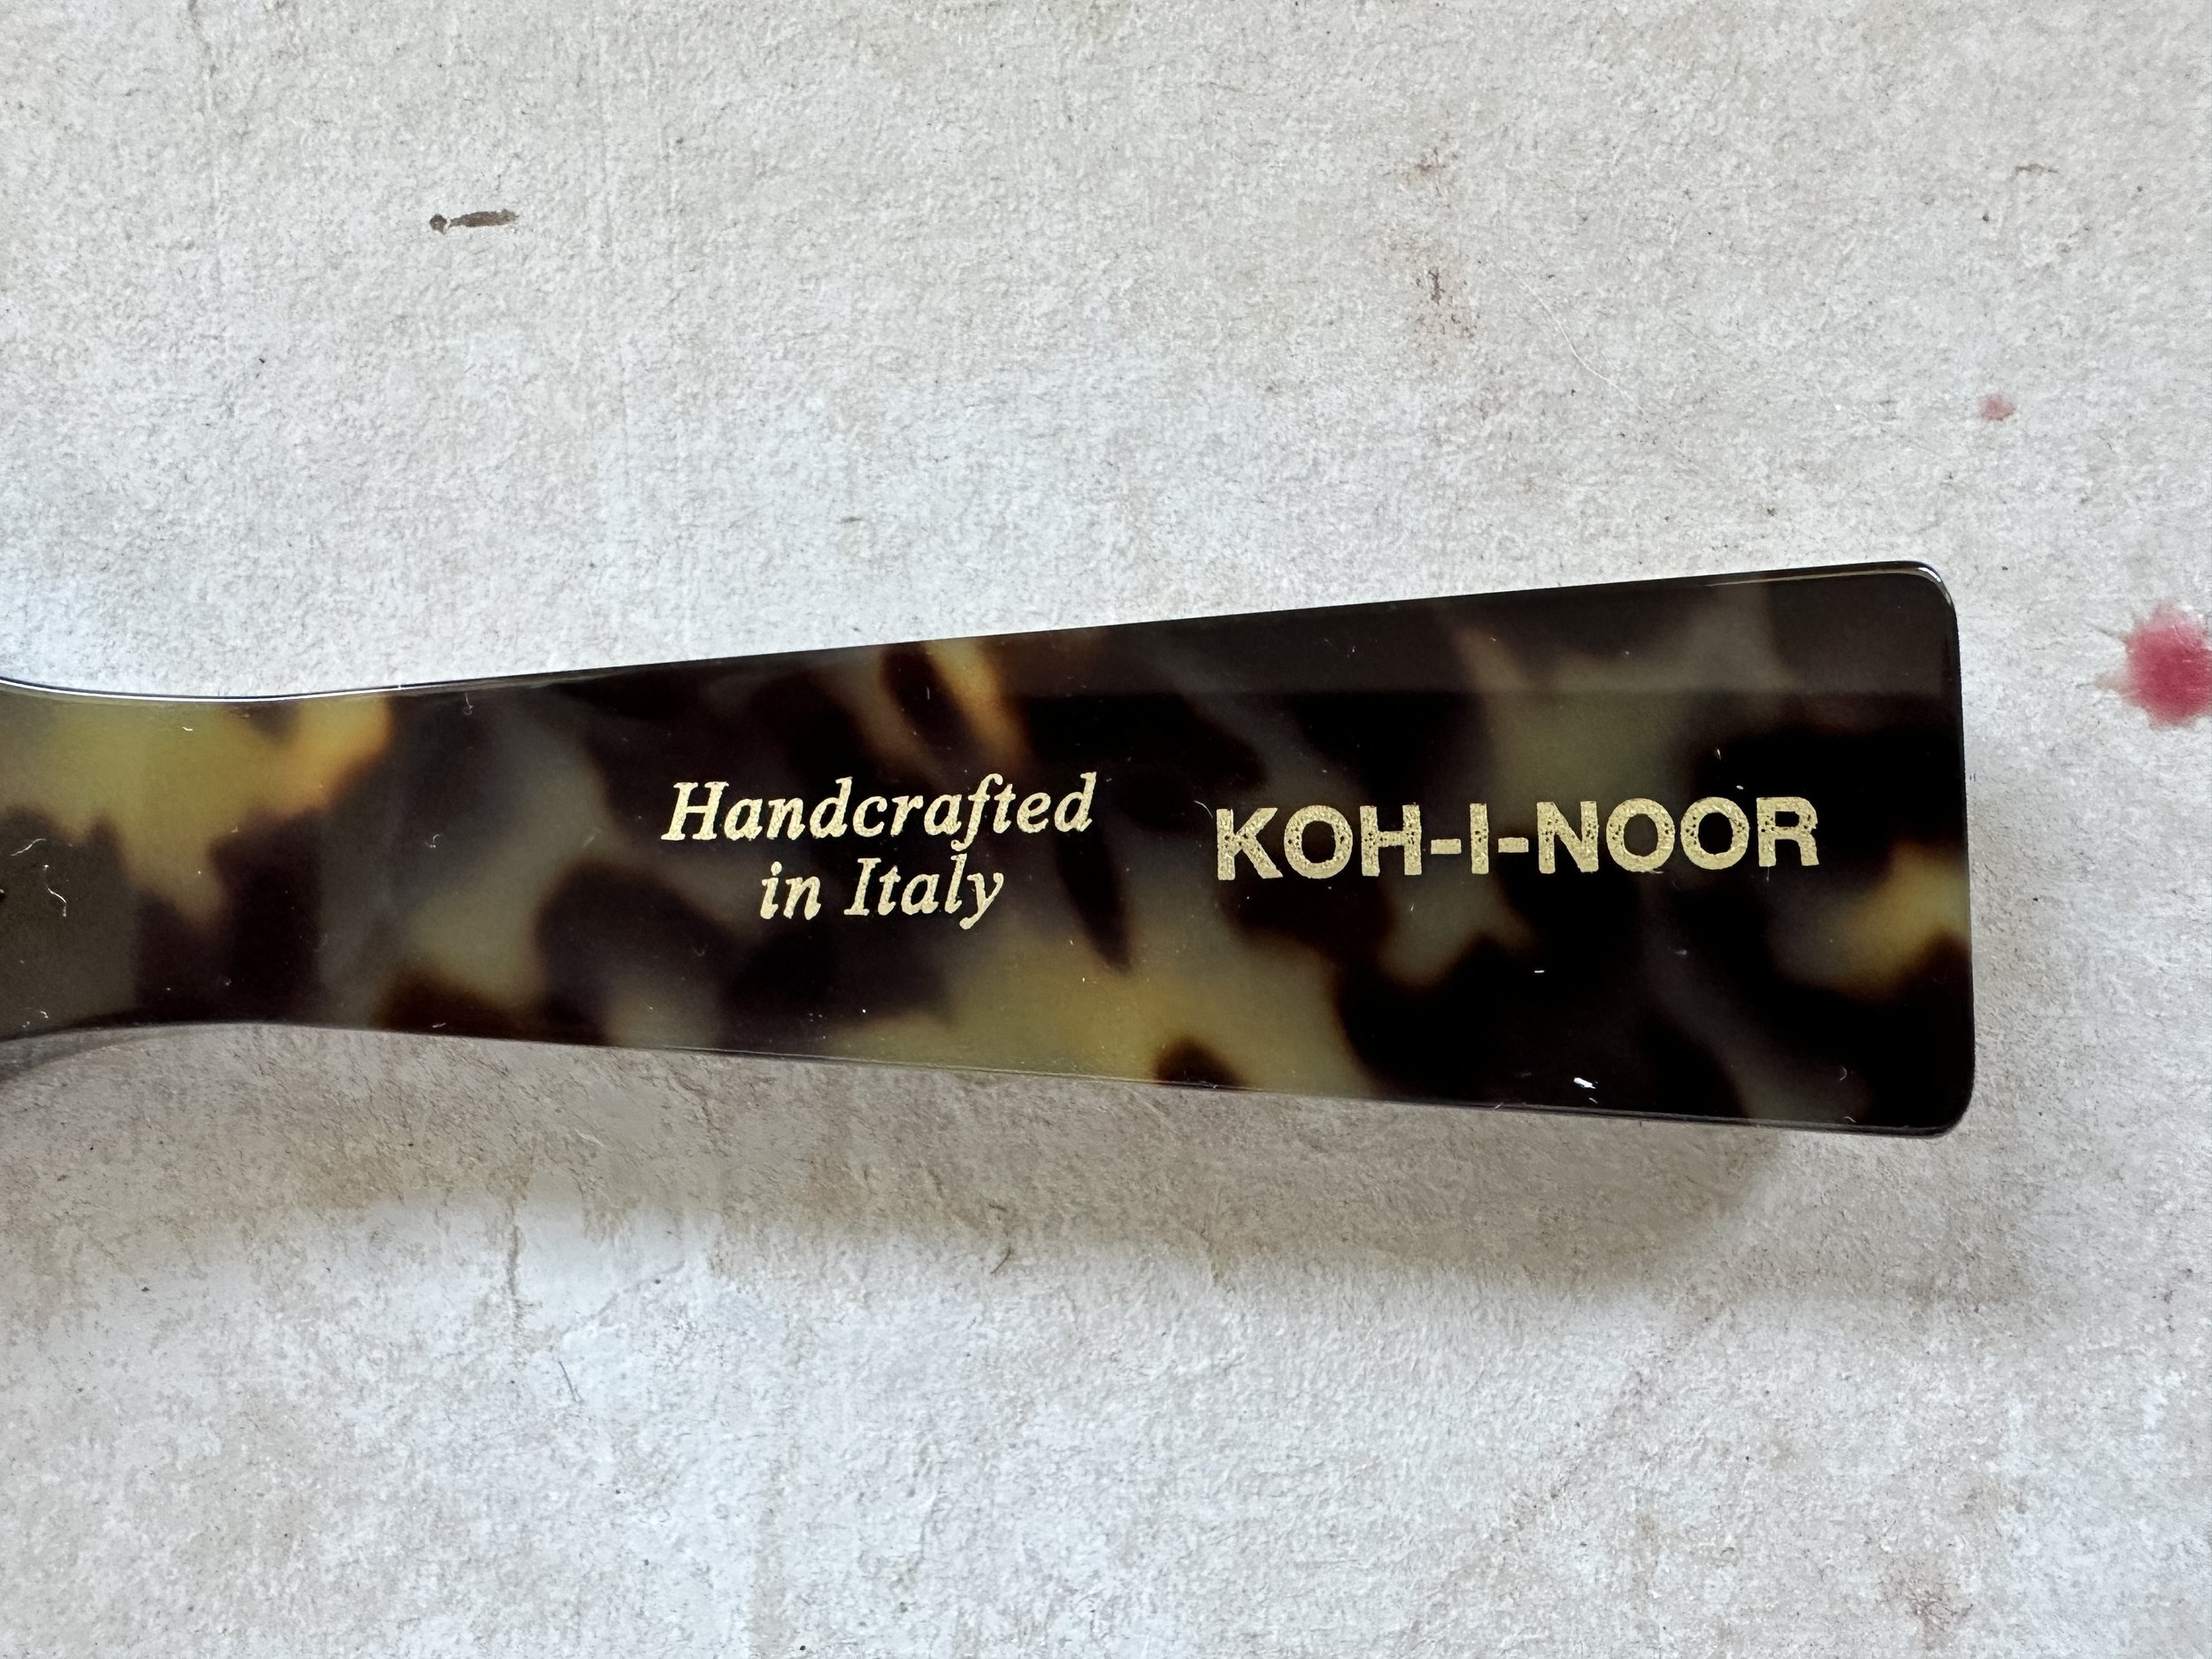 Handcrafted
in Italy
KOH-I-NOOR